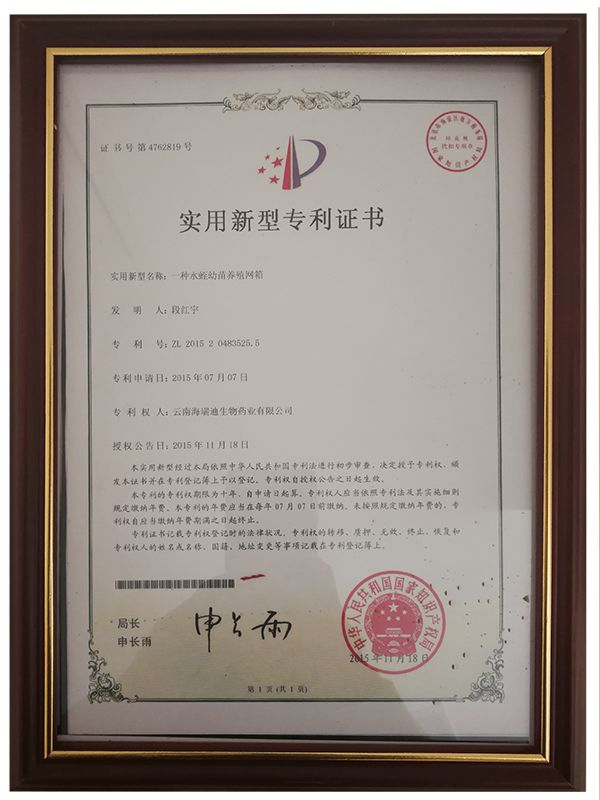 证书号第4762819号
实用新型专利证书
实用新型名称：一种水蛭幼苗养殖网箱
发 明 人：段红宇
专 利 号：ZL 2015 2 0483525.5
专利申请日：2015年07月07日
专 利 权 人：云南海瑞迪生物药业有限公司
授权公告日：2015年11月18日
本实用新型经过本局依照中华人民共和国专利法进行初步审查，决定授予专利权，颁
发本证书并在专利登记簿上予以登记。专利权自授权公告之日起生效。
本专利的专利权期限为十年，自申请日起算。专利权人应当依照专利法及其实施细则
规定缴纳年费。本专利的年费应当在每年07月07日前缴纳。未按照规定缴纳年费的，专
利权自应当缴纳年费期满之日起终止。
专利证书记载专利权登记时的法律状况。专利权的转移、质押、无效、终止、恢复和
专利权人的姓名或名称、国籍、地址变更等事项记载在专利登记簿上。
局长
申长雨
申长雨
中华人民共和国国家知识产权局
2015年11月18日
第1页(共1页)